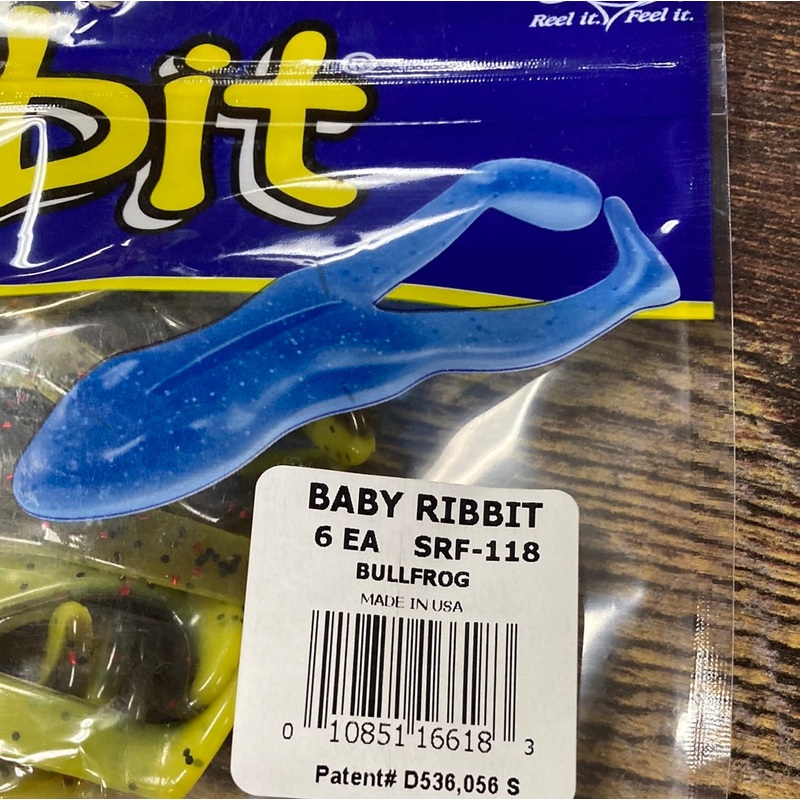 Reel it. Feel it.
bit®
BABY RIBBIT
6 EA SRF-118
BULLFROG
MADE IN USA
0 10851 16618 3
Patent# D536,056 S